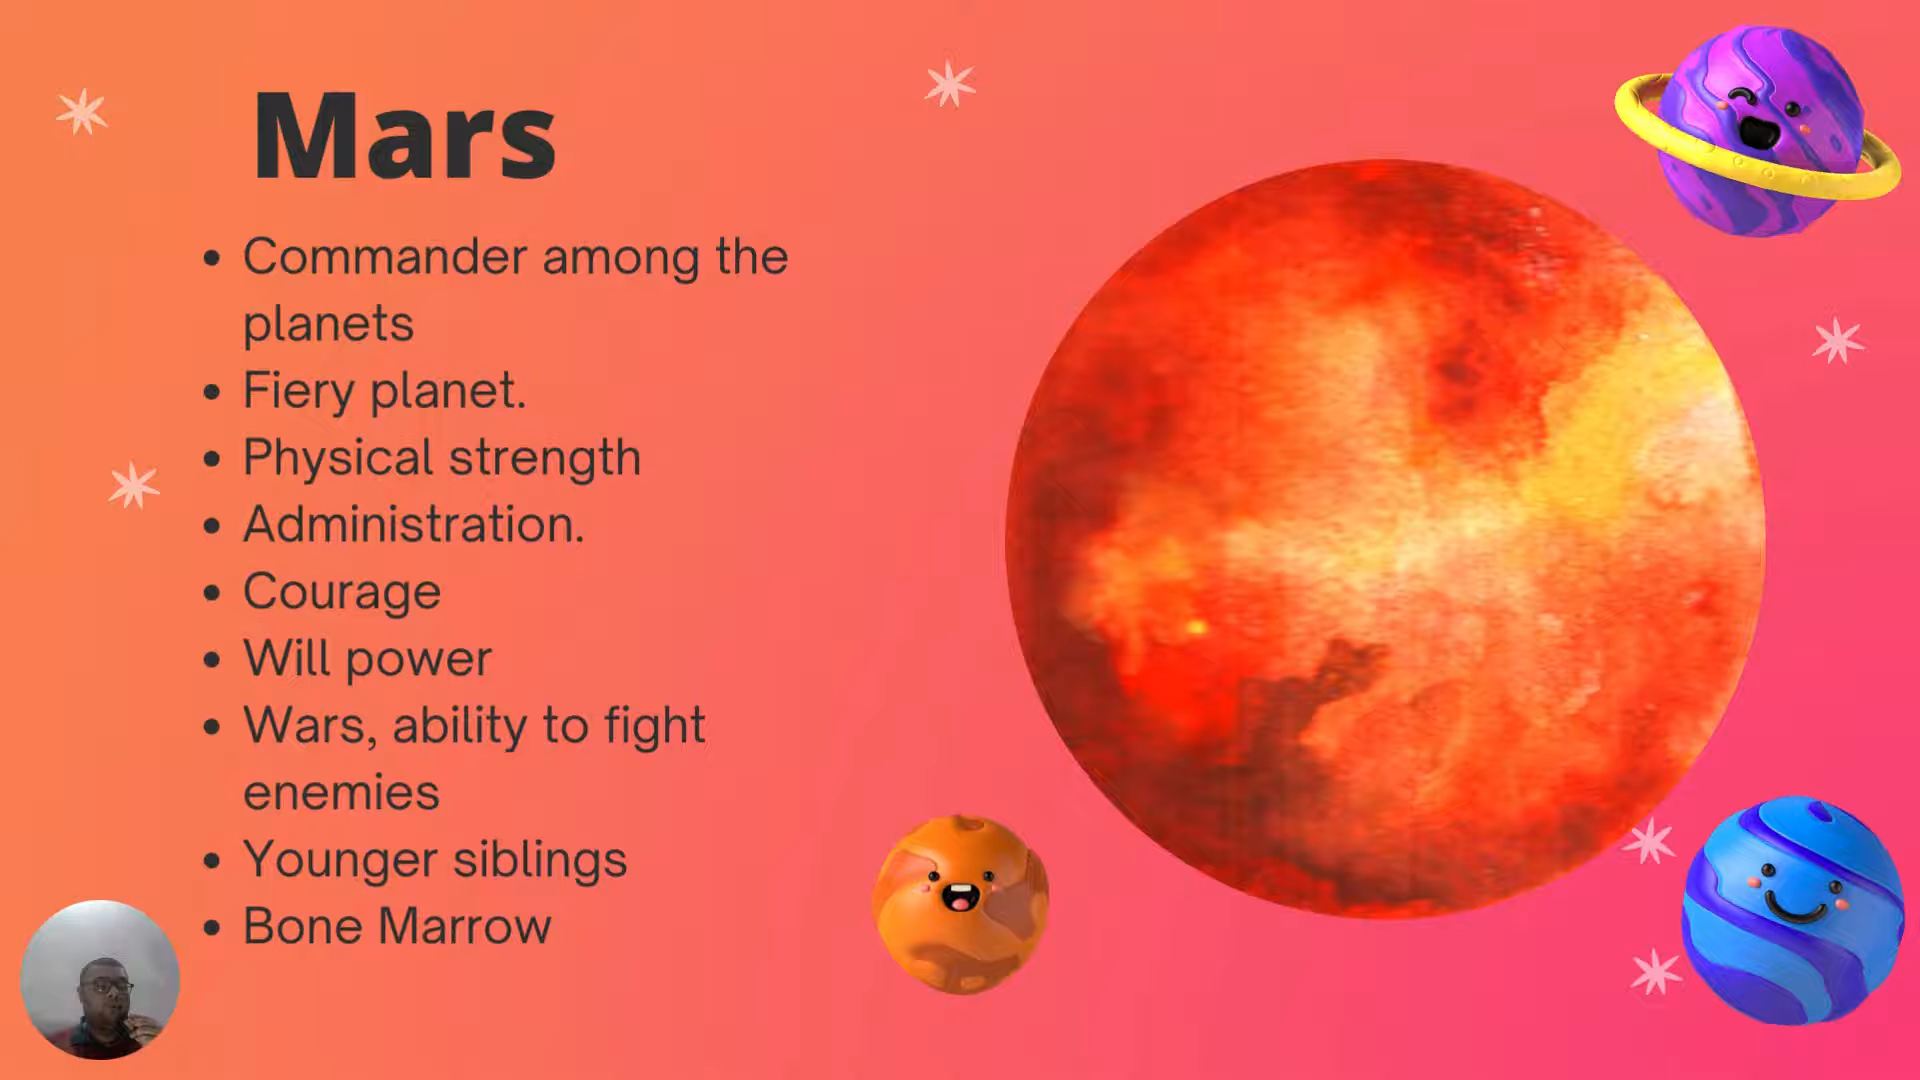 Mars
• Commander among the
planets
• Fiery planet.
• Physical strength
• Administration.
• Courage
• Will power
• Wars, ability to fight
enemies
• Younger siblings
• Bone Marrow